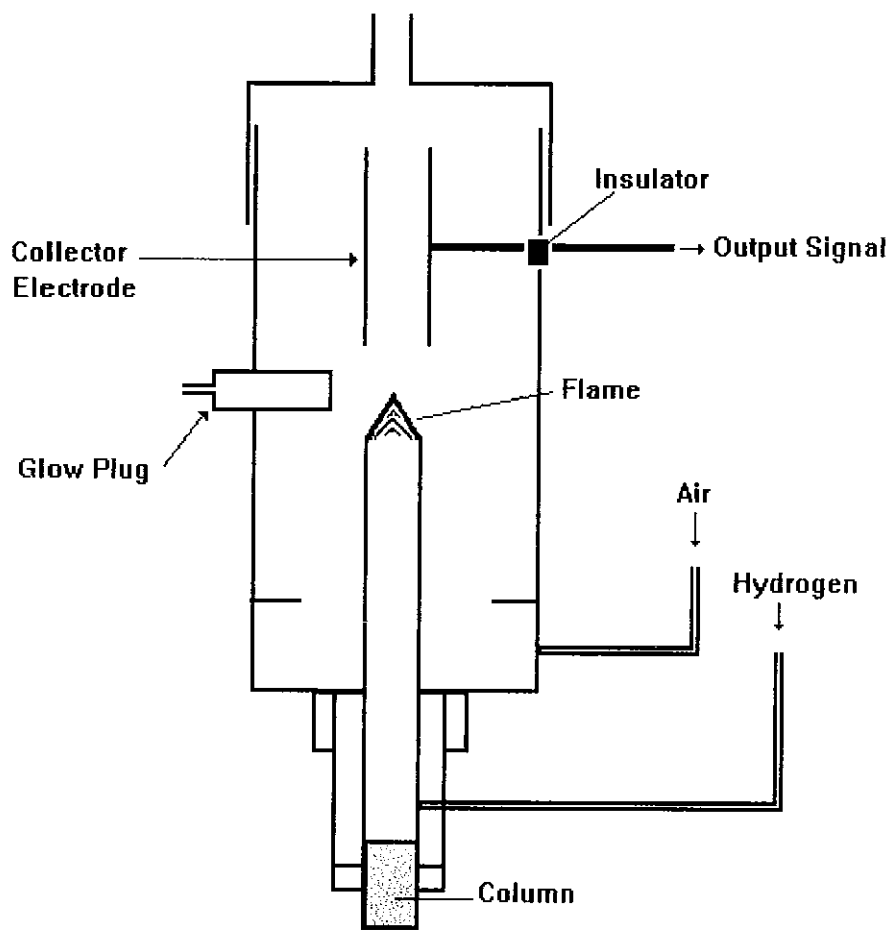 Insulator
Collector
Electrode
Output Signal
Flame
Glow Plug
Air
Hydrogen
Column